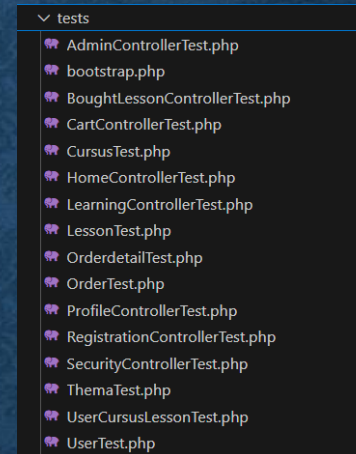 tests
AdminControllerTest.php
bootstrap.php
BoughtLessonControllerTest.php
CartControllerTest.php
CursusTest.php
HomeControllerTest.php
LearningControllerTest.php
LessonTest.php
OrderdetailTest.php
OrderTest.php
ProfileControllerTest.php
RegistrationControllerTest.php
SecurityControllerTest.php
ThemaTest.php
UserCursusLessonTest.php
UserTest.php